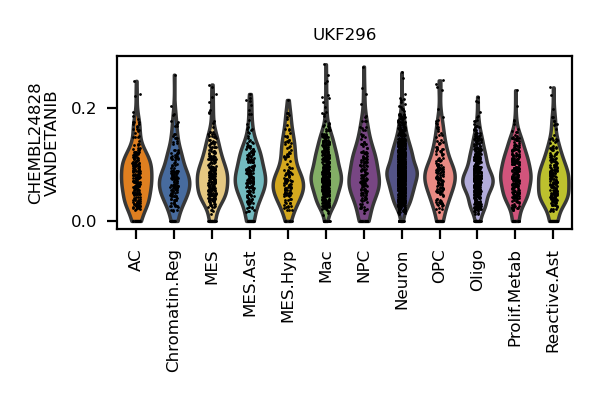 UKF296
CHEMBL24828
VANDETANIB
0.2
0.0
AC
Chromatin.Reg
MES
MES.Ast
MES.Hyp
Mac
NPC
Neuron
OPC
Oligo
Prolif.Metab
Reactive.Ast